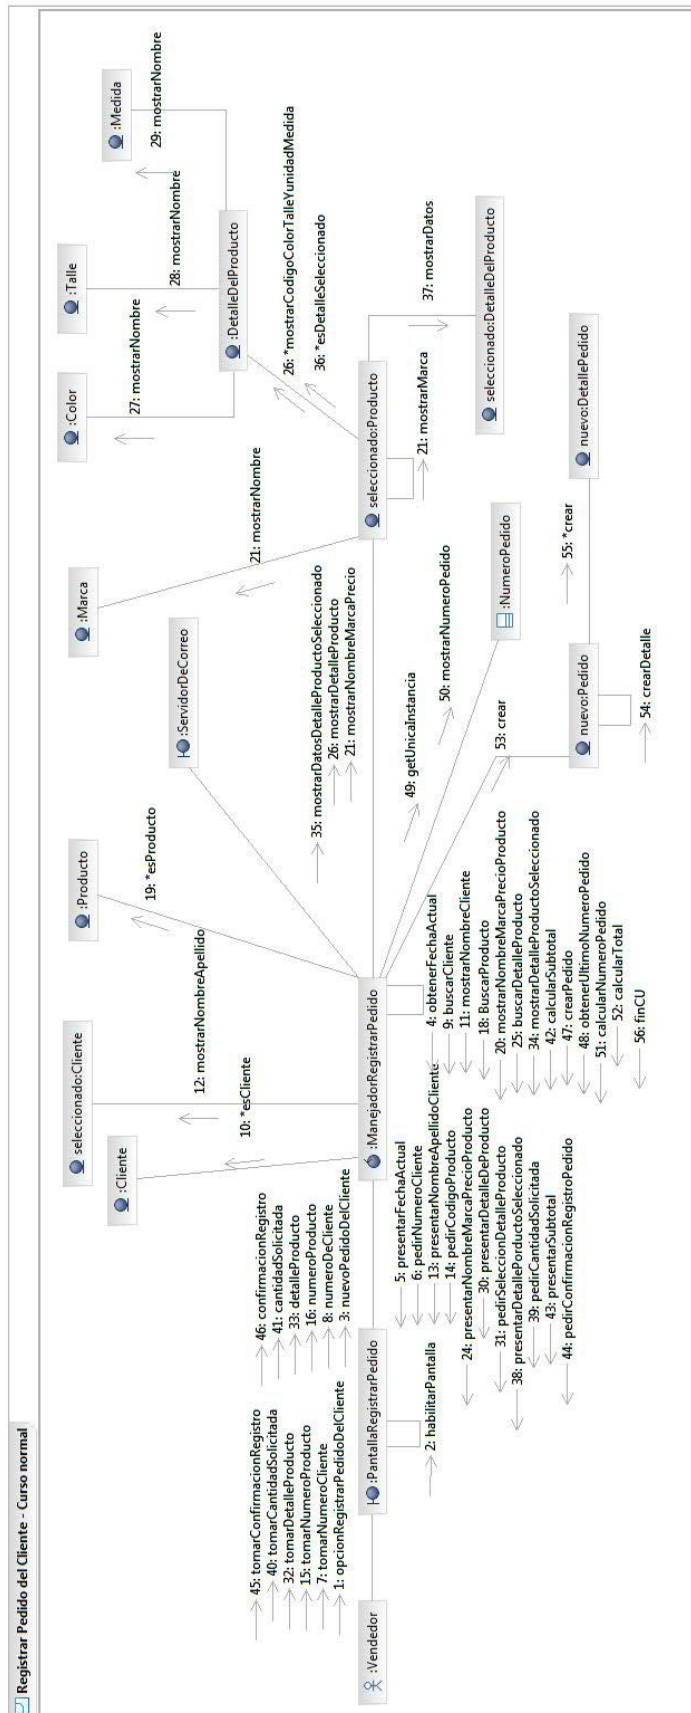 Registrar Pedido del Cliente - Curso normal
:Vendedor
45: tomarConfirmacionRegistro
40: tomarCantidadSolicitada
32: tomarDetalleProducto
15: tomarNumeroProducto
7: tomarNumeroCliente
1: opcionRegistrarPedidoDelCliente
:PantallaRegistrarPedido
2: habilitarPantalla
46: confirmacionRegistro
41: cantidadSolicitada
33: detalleProducto
16: numeroProducto
8: numeroDeCliente
3: nuevoPedidoDelCliente
5: presentarFechaActual
6: pedirNumeroCliente
13: presentarNombreApellidoCliente
14: pedirCodigoProducto
24: presentarNombreMarcaPrecioProducto
30: presentarDetalleDeProducto
31: pedirSeleccionDetalleProducto
38: presentarDetallePorductoSeleccionado
39: pedirCantidadSolicitada
43: presentarSubtotal
44: pedirConfirmacionRegistroPedido
:Cliente
seleccionado:Cliente
10: *esCliente
12: mostrarNombreApellido
:ManejadorRegistrarPedido
4: obtenerFechaActual
9: buscarCliente
11: mostrarNombreCliente
18: BuscarProducto
20: mostrarNombreMarcaPrecioProducto
25: buscarDetalleProducto
34: mostrarDetalleProductoSeleccionado
42: calcularSubtotal
47: crearPedido
48: obtenerUltimoNumeroPedido
51: calcularNumeroPedido
52: calcularTotal
56: finCU
:Producto
19: *esProducto
:ServidorDeCorreo
35: mostrarDatosDetalleProductoSeleccionado
26: mostrarDetalleProducto
21: mostrarNombreMarcaPrecio
49: getUnicaInstancia
50: mostrarNumeroPedido
53: crear
nuevo:Pedido
54: crearDetalle
55: *crear
nuevo:DetallePedido
:NumeroPedido
:Marca
21: mostrarNombre
seleccionado:Producto
21: mostrarMarca
26: *mostrarCodigoColorTalleYunidadMedida
36: *esDetalleSeleccionado
37: mostrarDatos
seleccionado:DetalleDelProducto
:Color
27: mostrarNombre
:Talle
28: mostrarNombre
:DetalleDelProducto
:Medida
29: mostrarNombre